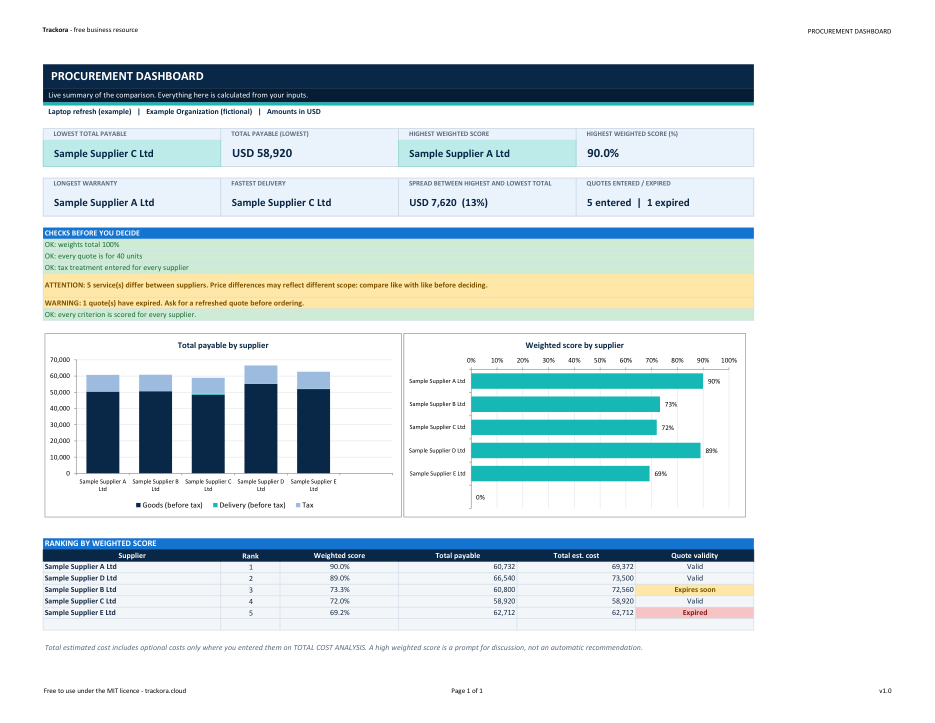 Trackora - free business resource
PROCUREMENT DASHBOARD
PROCUREMENT DASHBOARD
Live summary of the comparison. Everything here is calculated from your inputs.
Laptop refresh (example) | Example Organization (fictional) | Amounts in USD
LOWEST TOTAL PAYABLE TOTAL PAYABLE (LOWEST) HIGHEST WEIGHTED SCORE HIGHEST WEIGHTED SCORE (%)
Sample Supplier C Ltd USD 58,920 Sample Supplier A Ltd 90.0%
LONGEST WARRANTY FASTEST DELIVERY SPREAD BETWEEN HIGHEST AND LOWEST TOTAL QUOTES ENTERED / EXPIRED
Sample Supplier A Ltd Sample Supplier C Ltd USD 7,620 (13%) 5 entered | 1 expired
CHECKS BEFORE YOU DECIDE
OK: weights total 100%
OK: every quote is for 40 units
OK: tax treatment entered for every supplier
ATTENTION: 5 service(s) differ between suppliers. Price differences may reflect different scope: compare like with like before deciding.
WARNING: 1 quote(s) have expired. Ask for a refreshed quote before ordering.
OK: every criterion is scored for every supplier.
Total payable by supplier
70,000
60,000
50,000
40,000
30,000
20,000
10,000
0
Sample Supplier A Ltd
Sample Supplier B Ltd
Sample Supplier C Ltd
Sample Supplier D Ltd
Sample Supplier E Ltd
Goods (before tax) Delivery (before tax) Tax
Weighted score by supplier
0% 10% 20% 30% 40% 50% 60% 70% 80% 90% 100%
Sample Supplier A Ltd 90%
Sample Supplier B Ltd 73%
Sample Supplier C Ltd 72%
Sample Supplier D Ltd 89%
Sample Supplier E Ltd 69%
0%
RANKING BY WEIGHTED SCORE
Supplier Rank Weighted score Total payable Total est. cost Quote validity
Sample Supplier A Ltd 1 90.0% 60,732 69,372 Valid
Sample Supplier D Ltd 2 89.0% 66,540 73,500 Valid
Sample Supplier B Ltd 3 73.3% 60,800 72,560 Expires soon
Sample Supplier C Ltd 4 72.0% 58,920 58,920 Valid
Sample Supplier E Ltd 5 69.2% 62,712 62,712 Expired
Total estimated cost includes optional costs only where you entered them on TOTAL COST ANALYSIS. A high weighted score is a prompt for discussion, not an automatic recommendation.
Free to use under the MIT licence - trackora.cloud
Page 1 of 1
v1.0